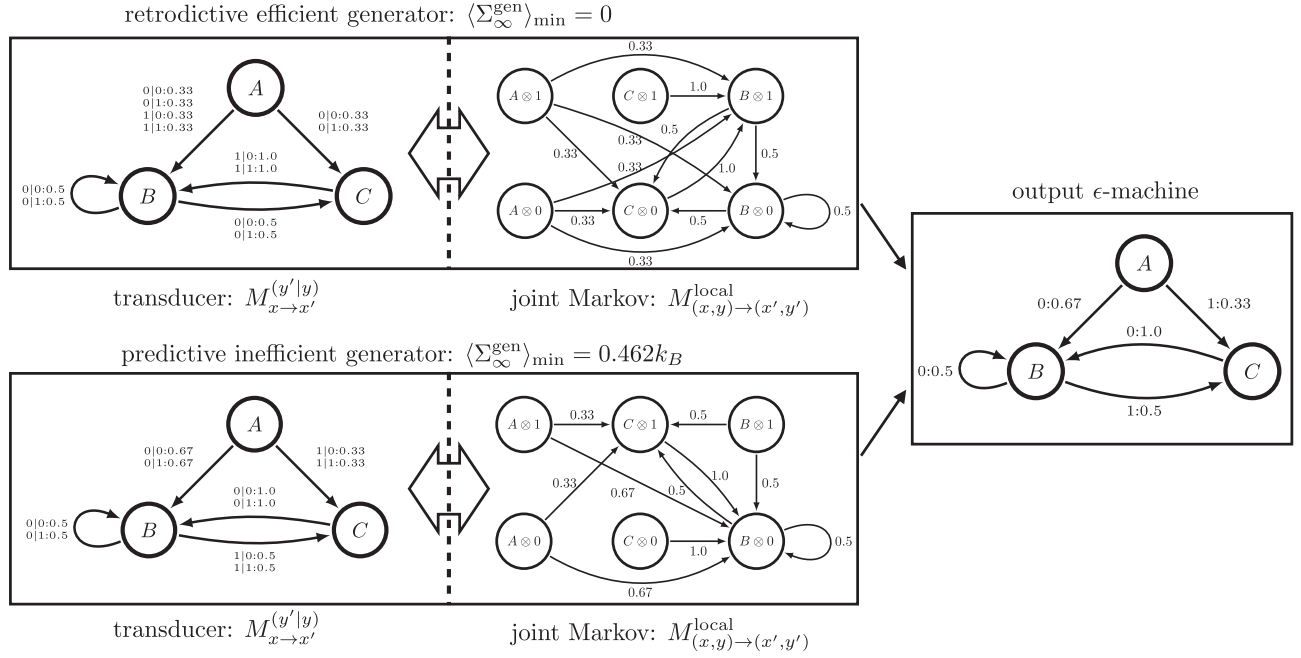 retrodictive efficient generator: ⟨Σ^gen_∞⟩_min = 0
0|0:0.33
0|1:0.33
1|0:0.33
1|1:0.33
A
0|0:0.33
0|1:0.33
0|0:0.5
0|1:0.5
B
1|0:1.0
1|1:1.0
C
0|0:0.5
0|1:0.5
0.33
A⊗1
C⊗1
1.0
B⊗1
0.33
0.33
0.5
0.5
0.33
1.0
A⊗0
0.33
C⊗0
0.5
B⊗0
0.5
0.33
transducer: M^(y′|y)_x→x′
joint Markov: M^local_(x,y)→(x′,y′)
predictive inefficient generator: ⟨Σ^gen_∞⟩_min = 0.462k_B
A
0|0:0.67
0|1:0.67
1|0:0.33
1|1:0.33
0|0:0.5
0|1:0.5
B
0|0:1.0
0|1:1.0
C
1|0:0.5
1|1:0.5
A⊗1
0.33
C⊗1
0.5
B⊗1
0.33
0.67
0.5
1.0
0.5
A⊗0
C⊗0
1.0
B⊗0
0.5
0.67
transducer: M^(y′|y)_x→x′
joint Markov: M^local_(x,y)→(x′,y′)
output ϵ-machine
A
0:0.67
1:0.33
0:0.5
B
0:1.0
C
1:0.5